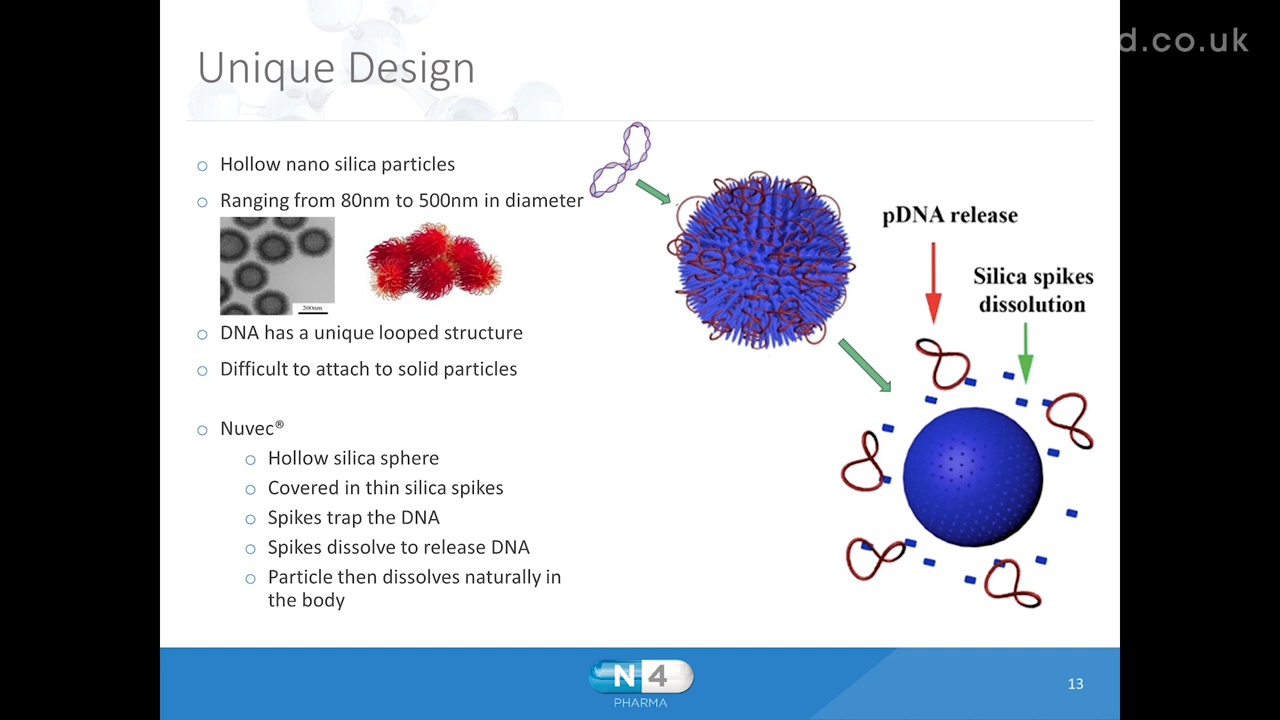 d.co.uk
Unique Design
Hollow nano silica particles
Ranging from 80nm to 500nm in diameter
200nm
DNA has a unique looped structure
Difficult to attach to solid particles
Nuvec®
Hollow silica sphere
Covered in thin silica spikes
Spikes trap the DNA
Spikes dissolve to release DNA
Particle then dissolves naturally in
the body
pDNA release
Silica spikes
dissolution
N4
PHARMA
13